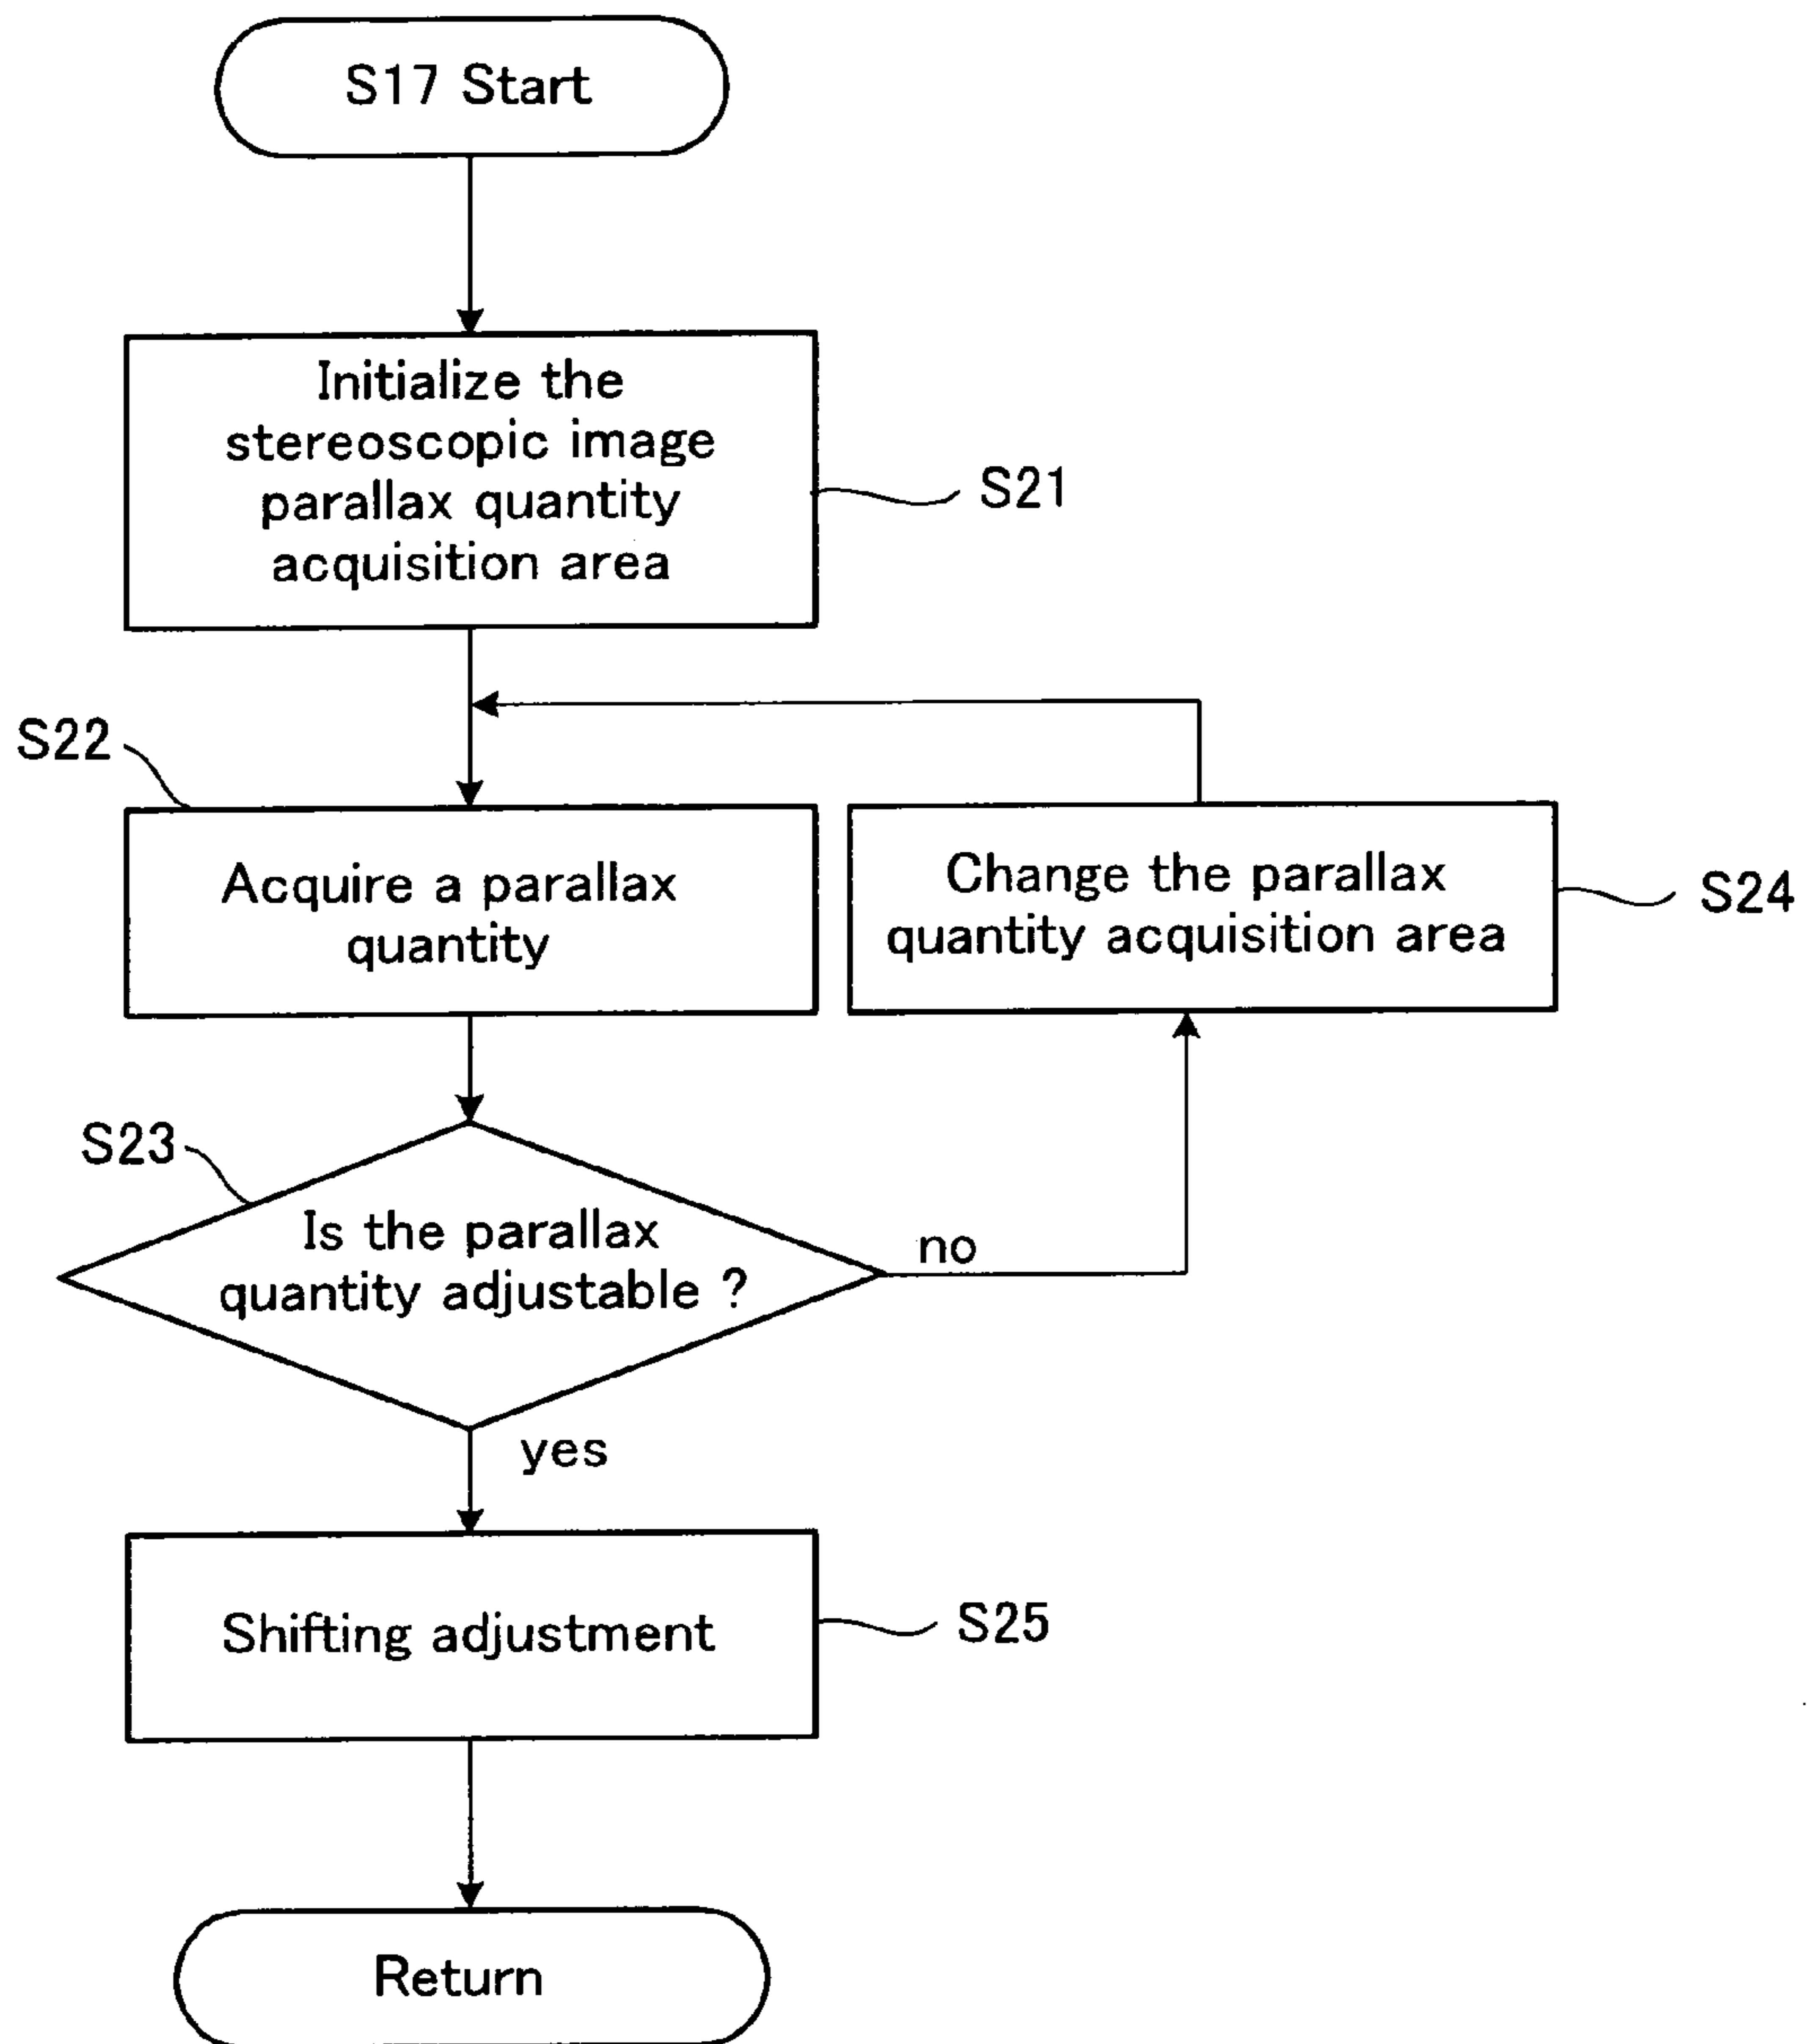 S17 Start
Initialize the
stereoscopic image
parallax quantity
acquisition area
S21
S22
Acquire a parallax
quantity
Change the parallax
quantity acquisition area
S24
S23
Is the parallax
quantity adjustable ?
no
yes
Shifting adjustment
S25
Return